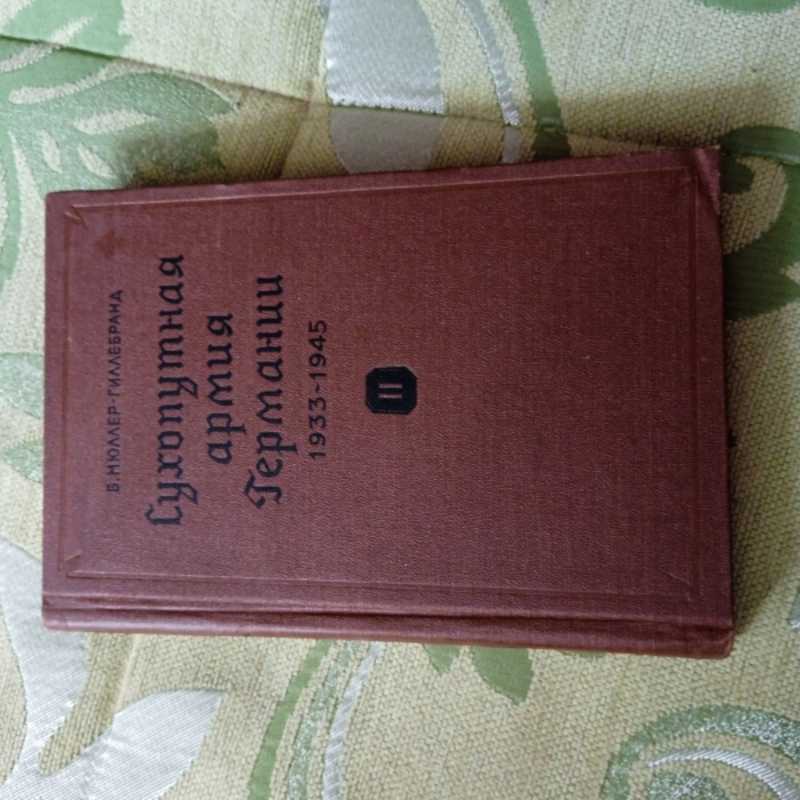 Б. МЮЛЛЕР-ГИЛЛЕБРАНД
Сухопутная
армия
Германии
1933-1945
II